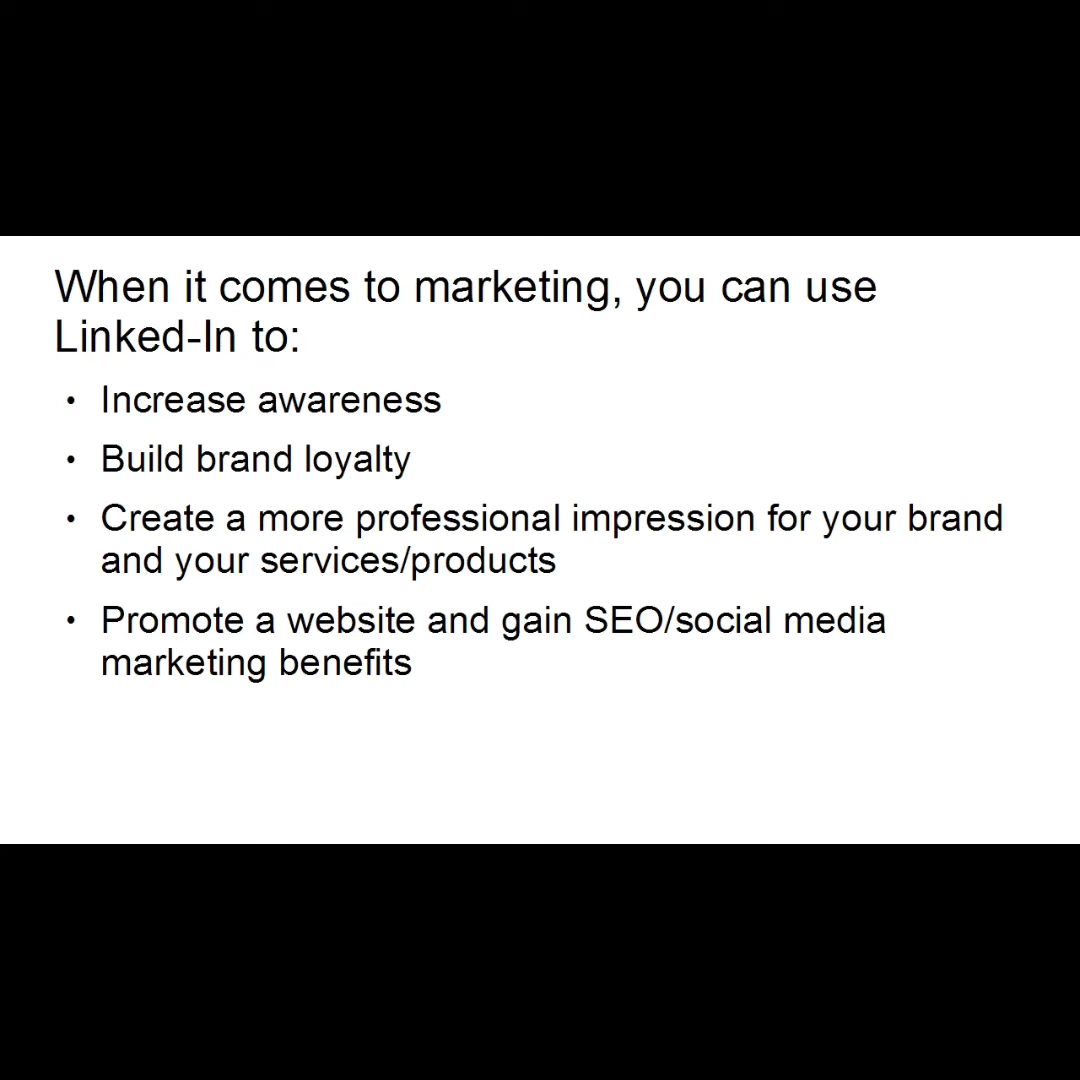 When it comes to marketing, you can use
Linked-In to:
• Increase awareness
• Build brand loyalty
• Create a more professional impression for your brand
and your services/products
• Promote a website and gain SEO/social media
marketing benefits